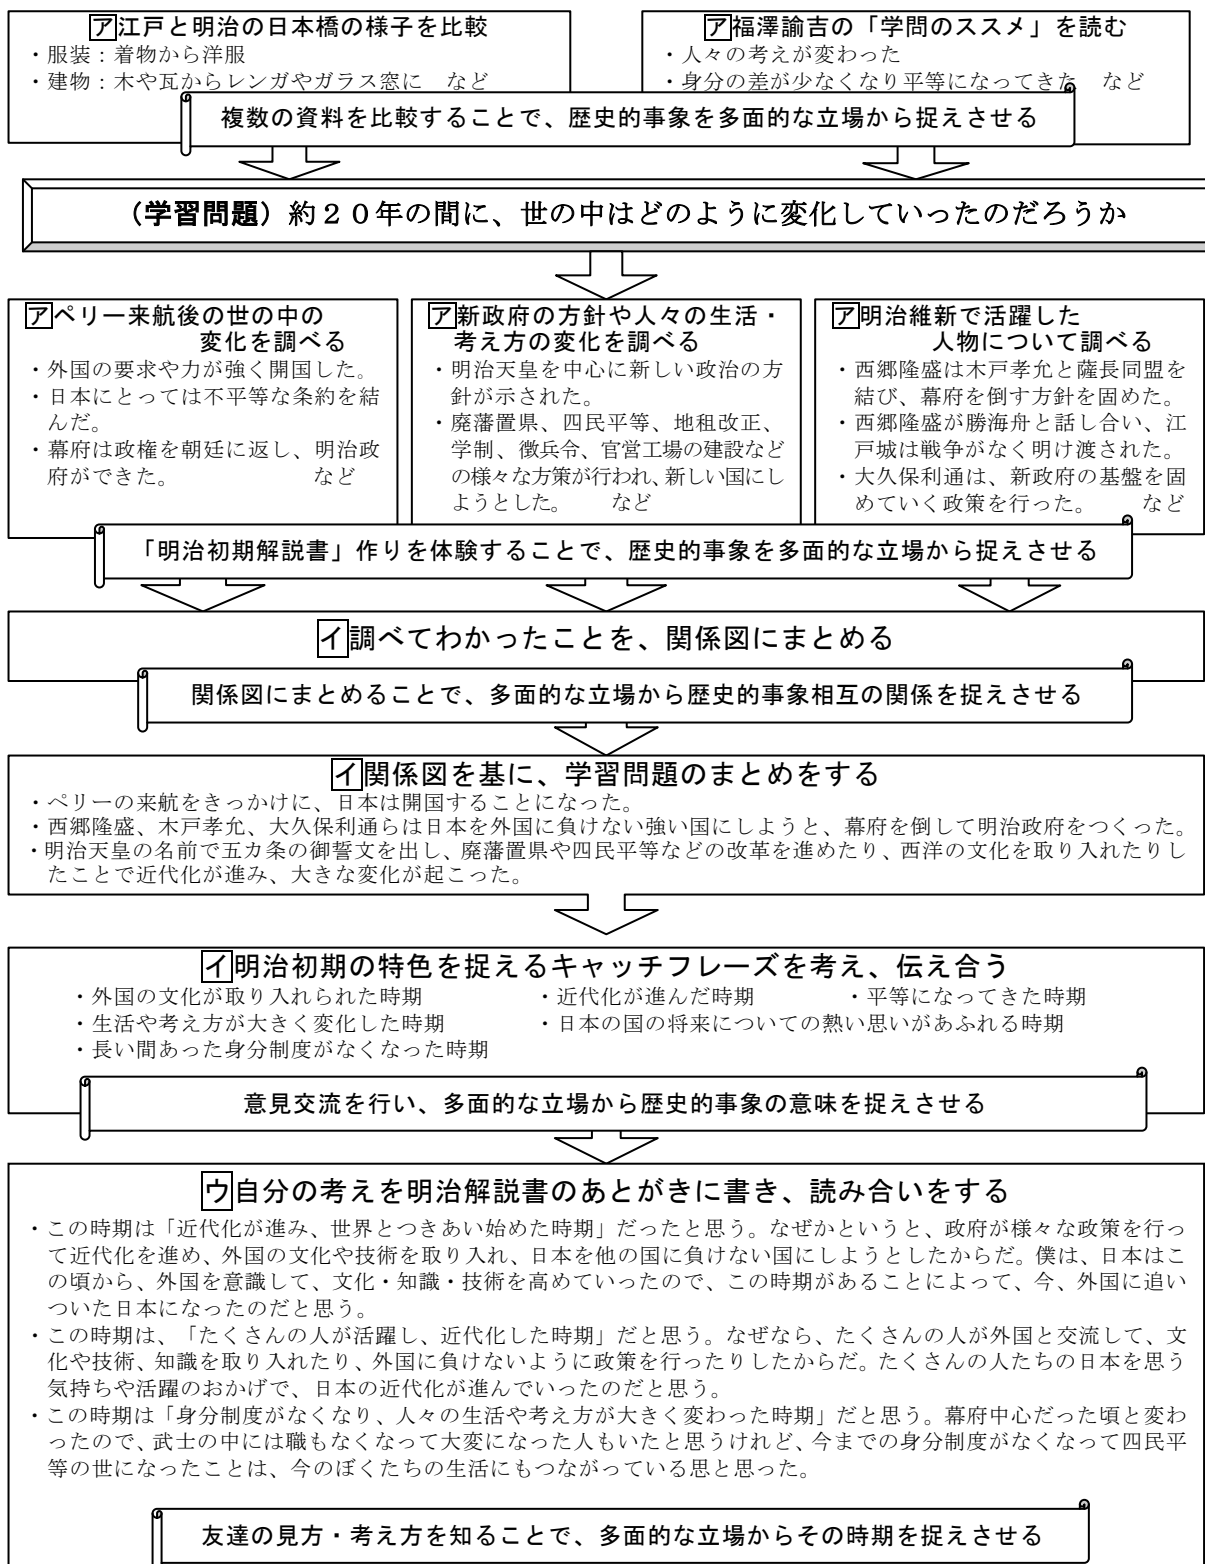 ア江戸と明治の日本橋の様子を比較
・服装：着物から洋服
・建物：木や瓦からレンガやガラス窓に　など
ア福澤諭吉の「学問のススメ」を読む
・人々の考えが変わった
・身分の差が少なくなり平等になってきた　など
複数の資料を比較することで、歴史的事象を多面的な立場から捉えさせる
（学習問題）約２０年の間に、世の中はどのように変化していったのだろうか
アペリー来航後の世の中の
変化を調べる
・外国の要求や力が強く開国した。
・日本にとっては不平等な条約を結
んだ。
・幕府は政権を朝廷に返し、明治政
府ができた。　など
ア新政府の方針や人々の生活・
考え方の変化を調べる
・明治天皇を中心に新しい政治の方
針が示された。
・廃藩置県、四民平等、地租改正、
学制、徴兵令、官営工場の建設など
の様々な方策が行われ、新しい国にし
ようとした。　など
ア明治維新で活躍した
人物について調べる
・西郷隆盛は木戸孝允と薩長同盟を
結び、幕府を倒す方針を固めた。
・西郷隆盛が勝海舟と話し合い、江
戸城は戦争がなく明け渡された。
・大久保利通は、新政府の基盤を固
めていく政策を行った。　など
「明治初期解説書」作りを体験することで、歴史的事象を多面的な立場から捉えさせる
イ調べてわかったことを、関係図にまとめる
関係図にまとめることで、多面的な立場から歴史的事象相互の関係を捉えさせる
イ関係図を基に、学習問題のまとめをする
・ペリーの来航をきっかけに、日本は開国することになった。
・西郷隆盛、木戸孝允、大久保利通らは日本を外国に負けない強い国にしようと、幕府を倒して明治政府をつくった。
・明治天皇の名前で五カ条の御誓文を出し、廃藩置県や四民平等などの改革を進めたり、西洋の文化を取り入れたりし
たことで近代化が進み、大きな変化が起こった。
イ明治初期の特色を捉えるキャッチフレーズを考え、伝え合う
・外国の文化が取り入れられた時期　・近代化が進んだ時期　・平等になってきた時期
・生活や考え方が大きく変化した時期　・日本の国の将来についての熱い思いがあふれる時期
・長い間あった身分制度がなくなった時期
意見交流を行い、多面的な立場から歴史的事象の意味を捉えさせる
ウ自分の考えを明治解説書のあとがきに書き、読み合いをする
・この時期は「近代化が進み、世界とつきあい始めた時期」だったと思う。なぜかというと、政府が様々な政策を行っ
て近代化を進め、外国の文化や技術を取り入れ、日本を他の国に負けない国にしようとしたからだ。僕は、日本はこ
の頃から、外国を意識して、文化・知識・技術を高めていったので、この時期があることによって、今、外国に追い
ついた日本になったのだと思う。
・この時期は、「たくさんの人が活躍し、近代化した時期」だと思う。なぜなら、たくさんの人が外国と交流して、文
化や技術、知識を取り入れたり、外国に負けないように政策を行ったりしたからだ。たくさんの人たちの日本を思う
気持ちや活躍のおかげで、日本の近代化が進んでいったのだと思う。
・この時期は「身分制度がなくなり、人々の生活や考え方が大きく変わった時期」だと思う。幕府中心だった頃と変わ
ったので、武士の中には職もなくなって大変になった人もいたと思うけれど、今までの身分制度がなくなって四民平
等の世になったことは、今のぼくたちの生活にもつながっている思と思った。
友達の見方・考え方を知ることで、多面的な立場からその時期を捉えさせる